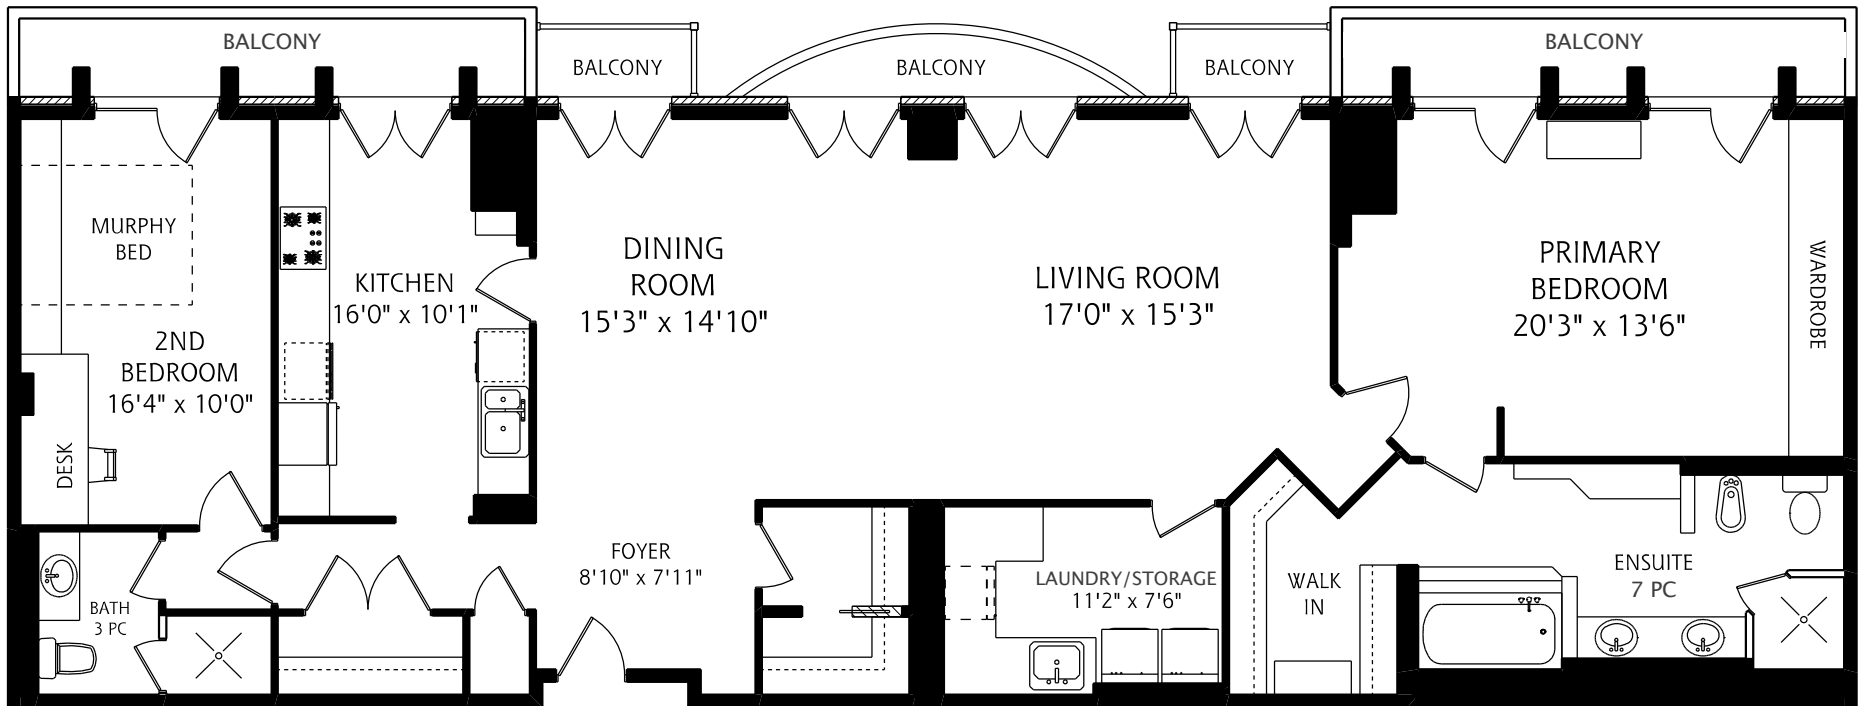 BALCONY
BALCONY
BALCONY
BALCONY
BALCONY
MURPHY
BED
2ND
BEDROOM
16'4" x 10'0"
DESK
KITCHEN
16'0" x 10'1"
DINING
ROOM
15'3" x 14'10"
LIVING ROOM
17'0" x 15'3"
PRIMARY
BEDROOM
20'3" x 13'6"
WARDROBE
BATH
3 PC
FOYER
8'10" x 7'11"
LAUNDRY/STORAGE
11'2" x 7'6"
WALK
IN
ENSUITE
7 PC